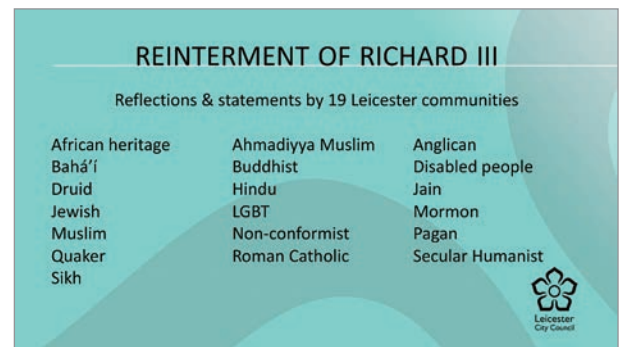 REINTERMENT OF RICHARD III
Reflections & statements by 19 Leicester communities
African heritage Ahmadiyya Muslim Anglican
Bahá’í Buddhist Disabled people
Druid Hindu Jain
Jewish LGBT Mormon
Muslim Non-conformist Pagan
Quaker Roman Catholic Secular Humanist
Sikh
Leicester
City Council